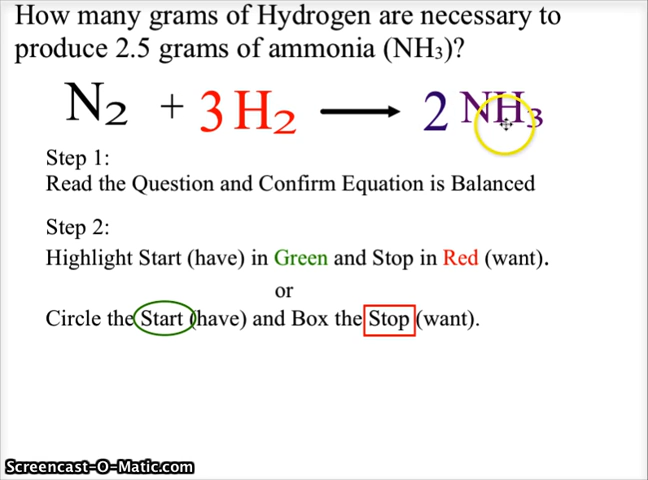 How many grams of Hydrogen are necessary to
produce 2.5 grams of ammonia (NH₃)?
N₂ + 3 H₂ ⟶ 2 NH₃
Step 1:
Read the Question and Confirm Equation is Balanced
Step 2:
Highlight Start (have) in Green and Stop in Red (want).
or
Circle the Start (have) and Box the Stop (want).
Screencast-O-Matic.com